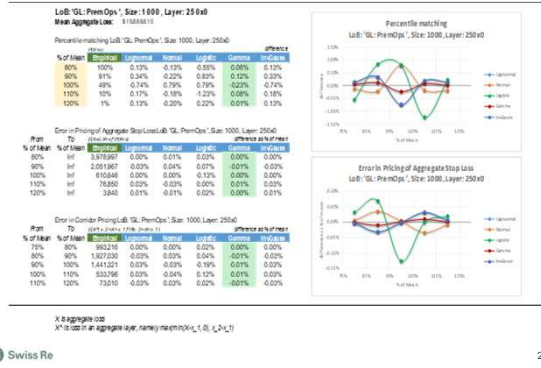 LoB: 'GL: PremOps', Size: 1000, Layer: 250x0
Mean Aggregate Loss:
Percentile matching LoB: 'GL: PremOps', Size: 1000, Layer: 250x0
difference
% of Mean Empirical Lognormal Normal Logistic Gamma InvGauss
80% 100% 0.13% -0.13% -0.55% 0.06% 0.13%
90% 91% 0.34% -0.22% 0.83% 0.12% 0.33%
100% 49% -0.74% 0.79% 0.79% -0.23% -0.74%
110% 10% 0.17% -0.18% -1.23% 0.08% 0.18%
120% 1% 0.13% -0.20% 0.22% 0.01% 0.13%
Error in Pricing of Aggregate Stop Loss LoB: 'GL: PremOps', Size: 1000, Layer: 250x0
From To difference as % of mean
% of Mean % of Mean Empirical Lognormal Normal Logistic Gamma InvGauss
80% Inf 3,978,997 0.00% 0.01% 0.03% 0.00% 0.00%
90% Inf 2,051,967 -0.03% 0.04% 0.07% -0.01% -0.03%
100% Inf 610,646 0.00% 0.00% -0.13% 0.00% 0.00%
110% Inf 76,850 0.03% -0.03% 0.00% 0.01% 0.03%
120% Inf 3,840 0.01% -0.01% 0.02% 0.00% 0.01%
Error in Corridor Pricing LoB: 'GL: PremOps', Size: 1000, Layer: 250x0
From To difference as % of mean
% of Mean % of Mean Empirical Lognormal Normal Logistic Gamma InvGauss
75% 80% 993,218 0.00% 0.00% 0.02% 0.00% 0.00%
80% 90% 1,927,030 -0.03% 0.03% 0.04% -0.01% -0.03%
90% 100% 1,441,321 0.03% -0.03% -0.19% 0.01% 0.03%
100% 110% 533,796 0.03% -0.04% 0.12% 0.01% 0.03%
110% 120% 73,010 -0.03% 0.03% 0.02% -0.01% -0.03%
Percentile matching
LoB: 'GL: PremOps', Size: 1000, Layer: 250x0
Lognormal
Normal
Logistic
Gamma
InvGauss
% of Mean
Error in Pricing of Aggregate Stop Loss
LoB: 'GL: PremOps', Size: 1000, Layer: 250x0
Lognormal
Normal
Logistic
Gamma
InvGauss
% of Mean
X is aggregate loss
X^ is loss in an aggregate layer, namely max(min(X-x_1, 0), x_2-x_1)
Swiss Re
2